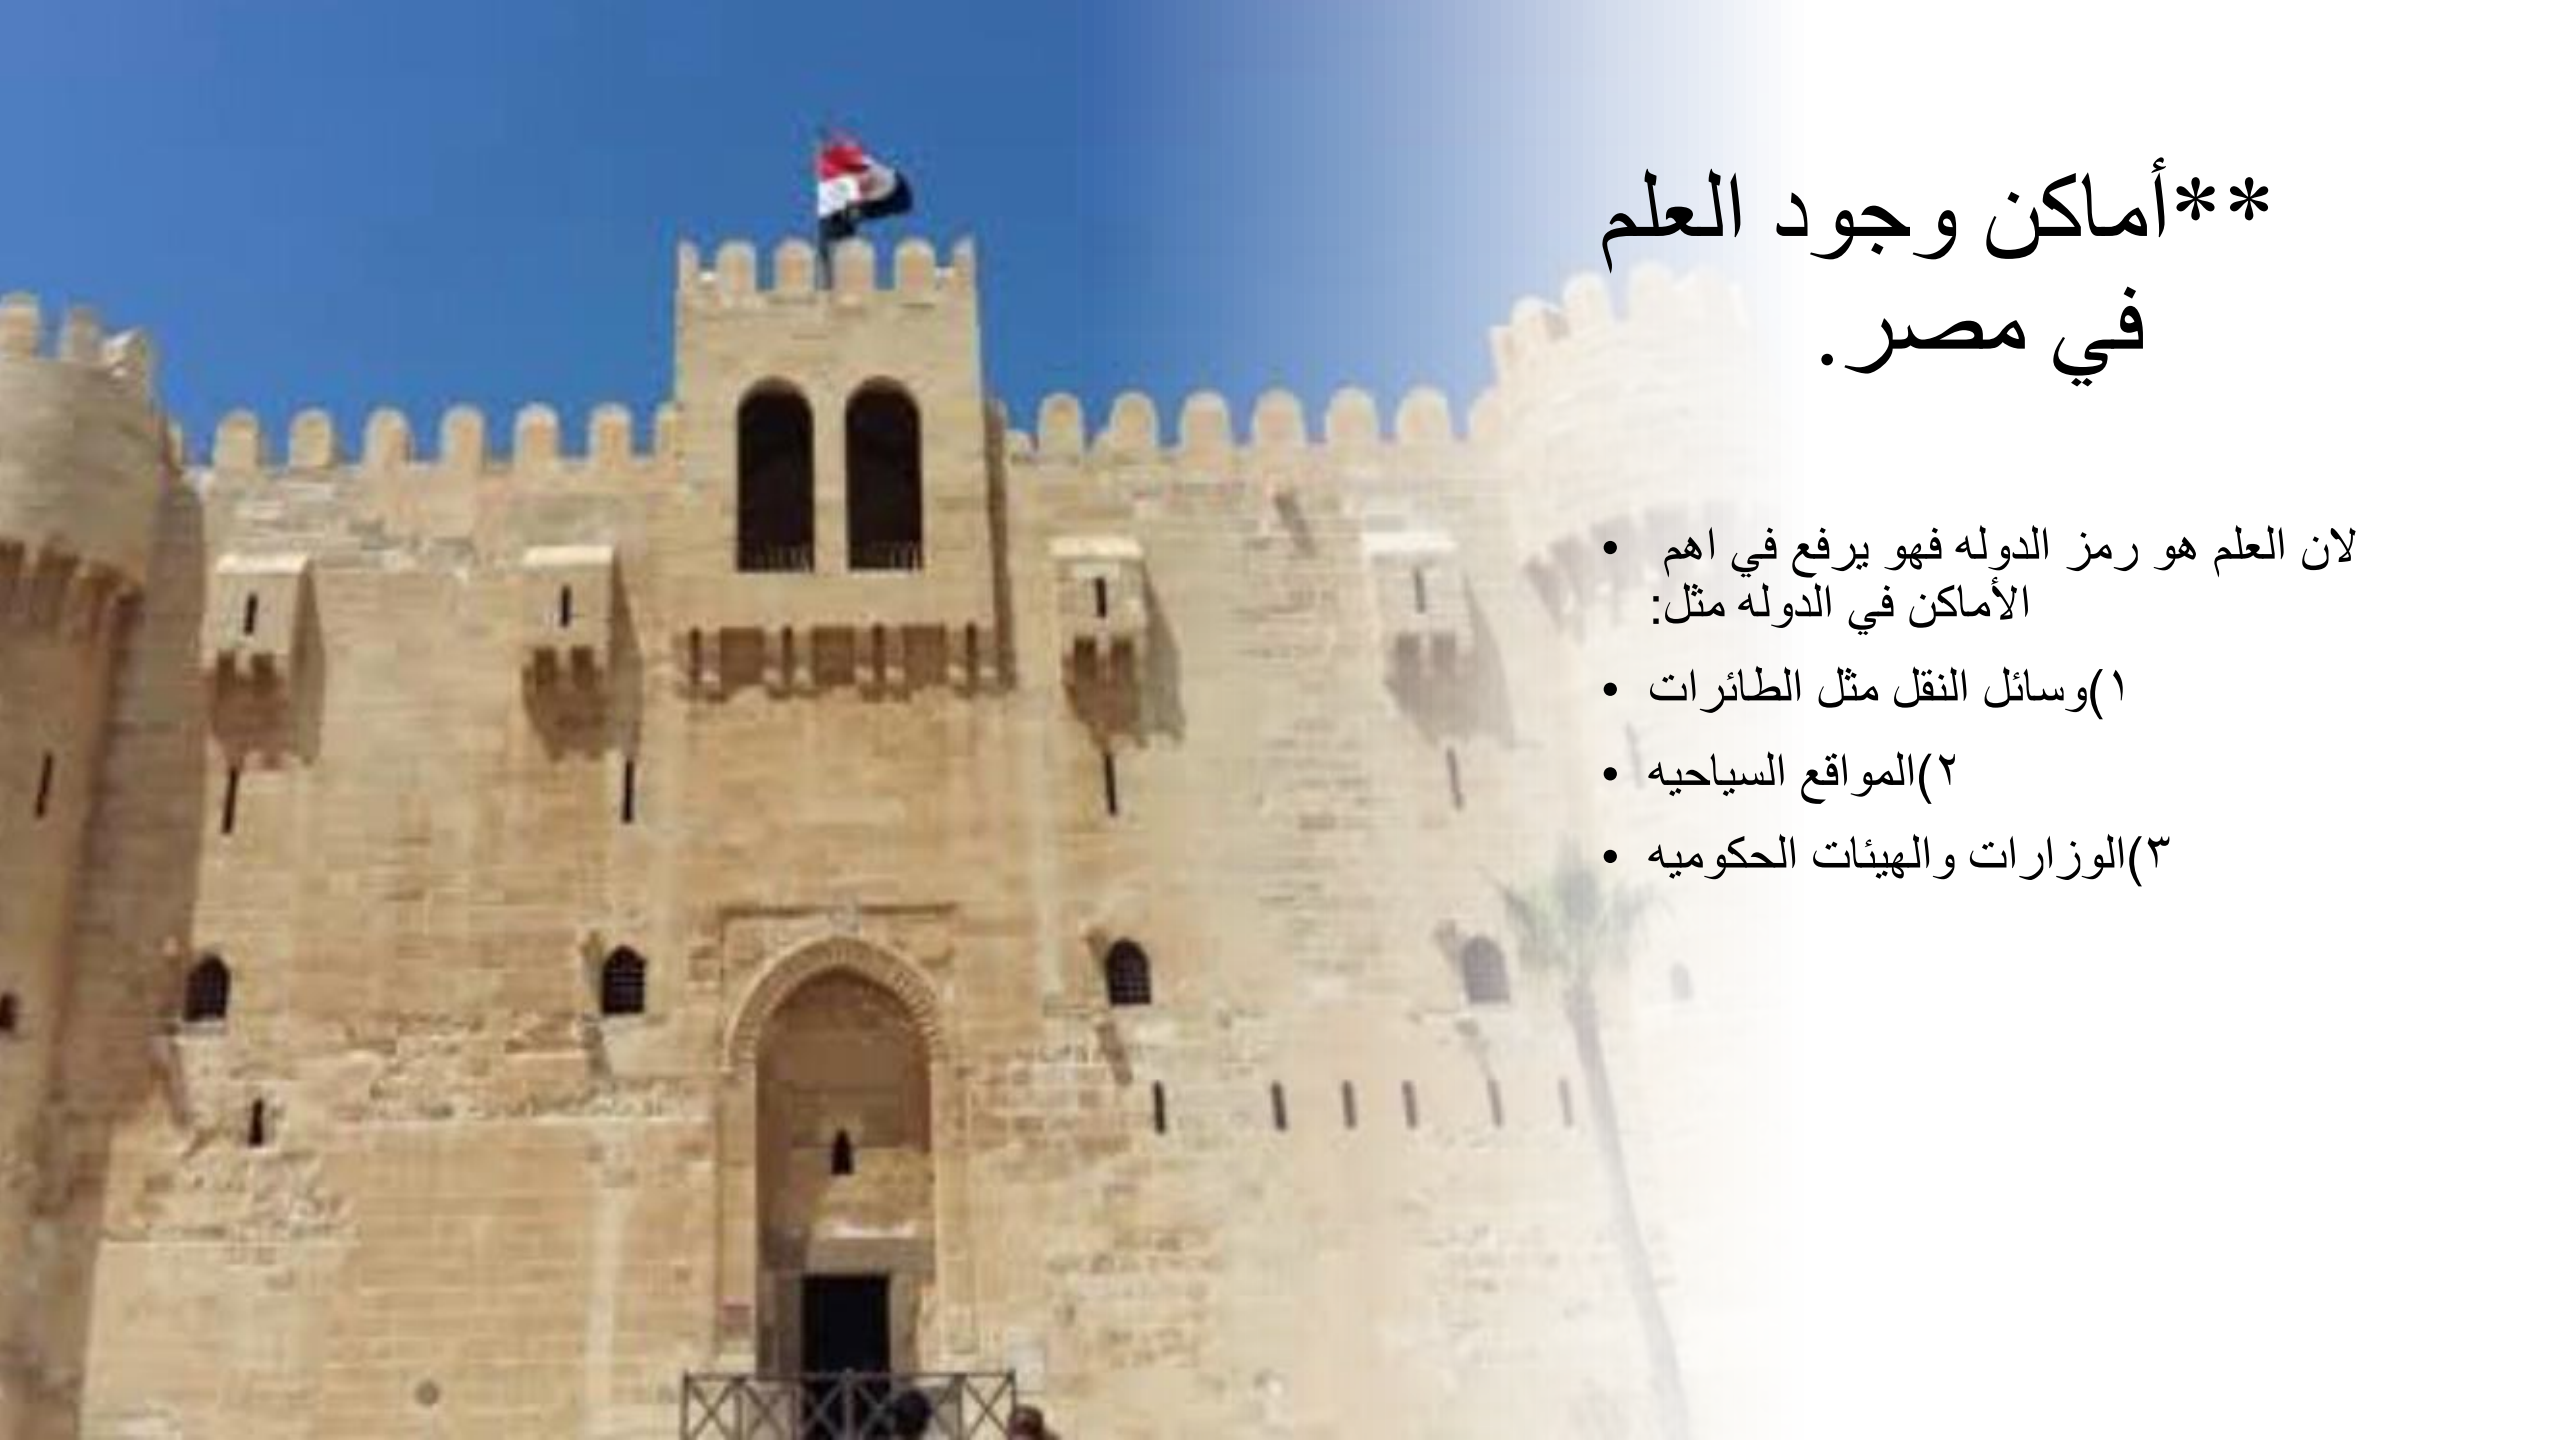 **أماكن وجود العلم
في مصر.
• لان العلم هو رمز الدوله فهو يرفع في اهم
الأماكن في الدوله مثل:
• ١)وسائل النقل مثل الطائرات
• ٢)المواقع السياحيه
• ٣)الوزارات والهيئات الحكوميه